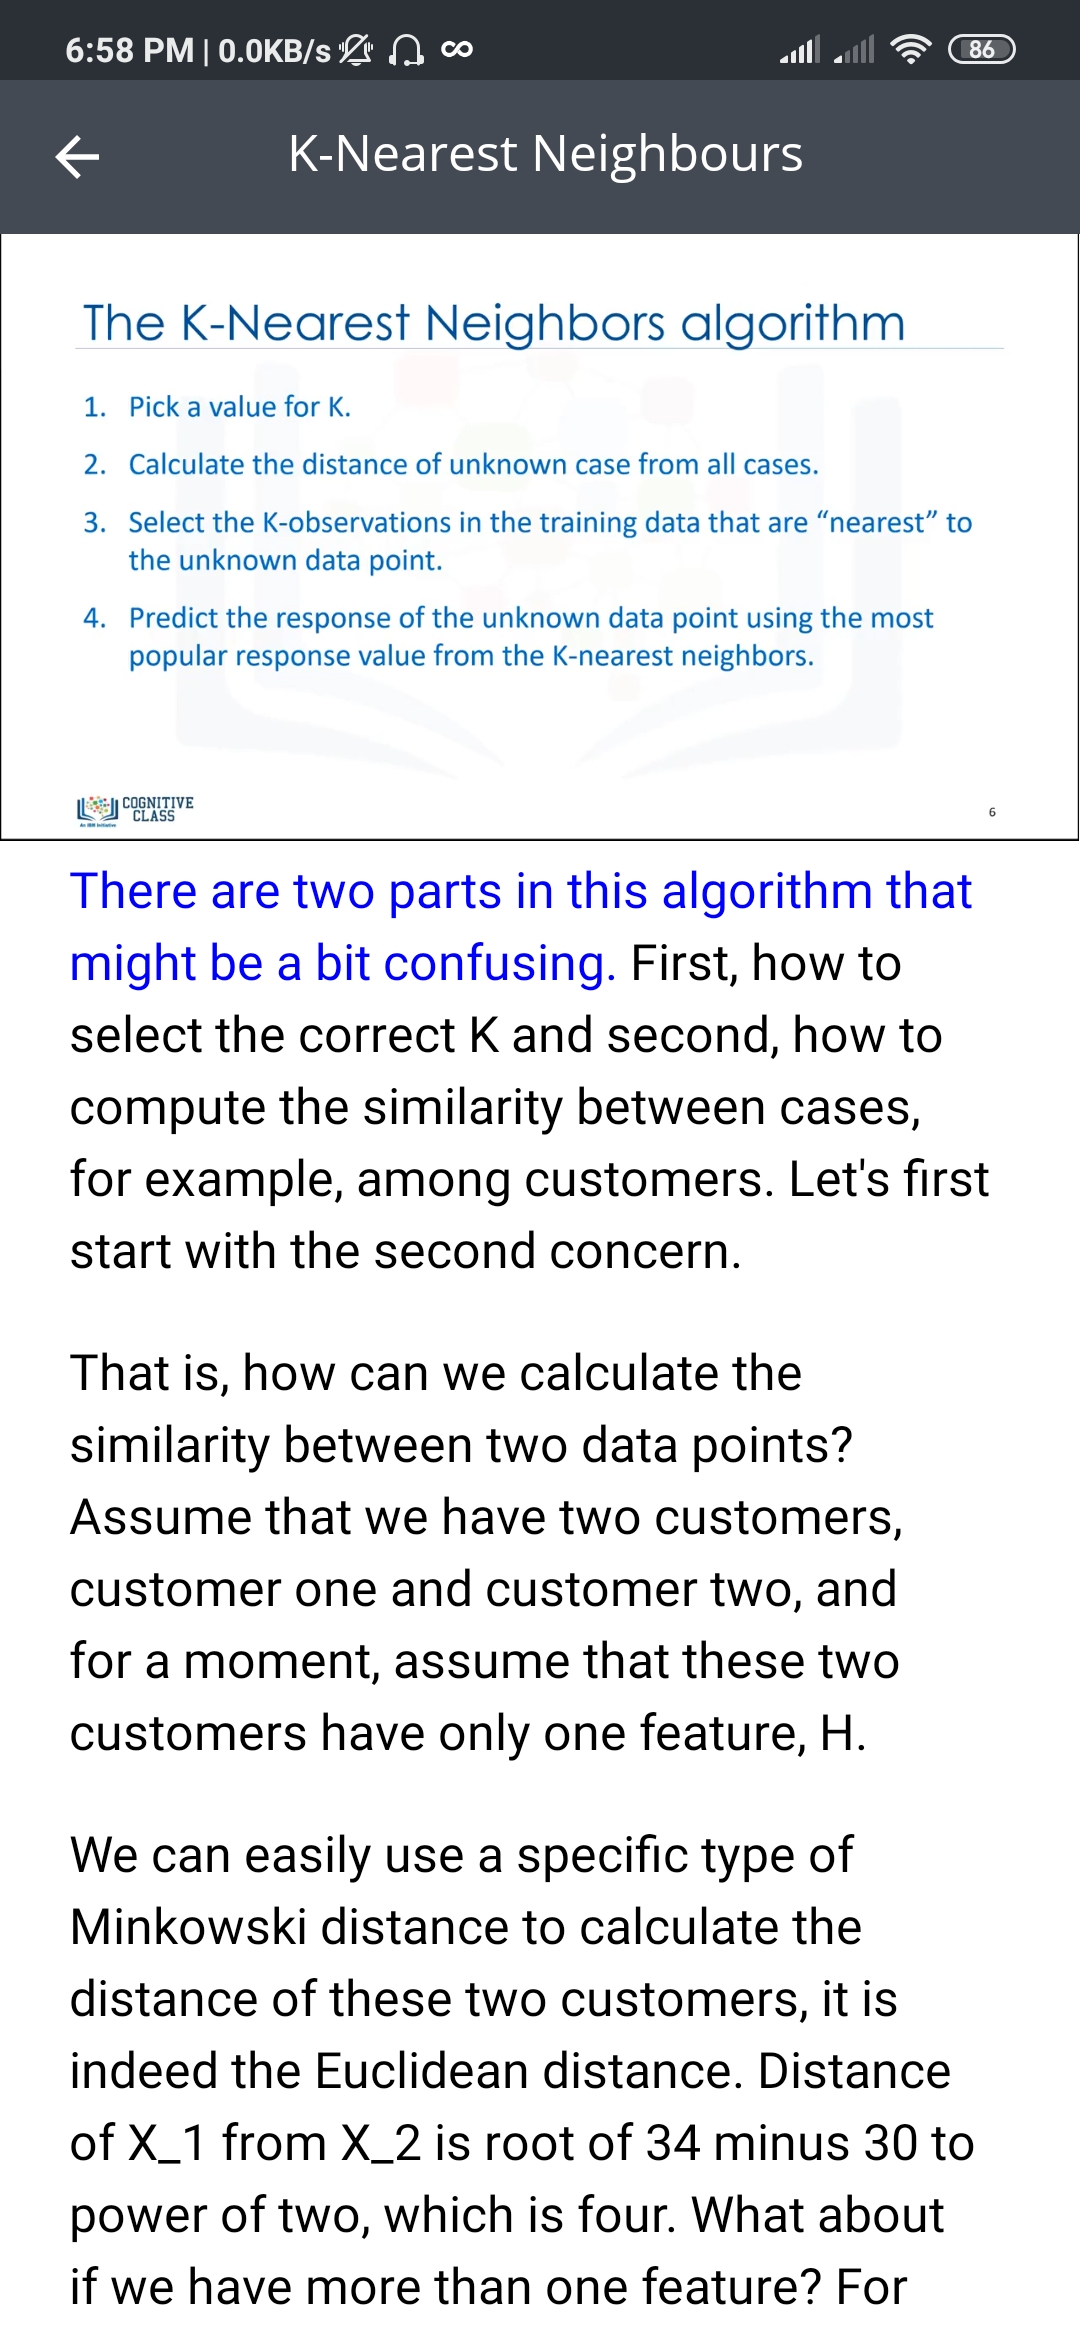 6:58 PM | 0.0KB/s
86
K-Nearest Neighbours
The K-Nearest Neighbors algorithm
1. Pick a value for K.
2. Calculate the distance of unknown case from all cases.
3. Select the K-observations in the training data that are “nearest” to
the unknown data point.
4. Predict the response of the unknown data point using the most
popular response value from the K-nearest neighbors.
COGNITIVE
CLASS
An IBM Initiative
6
There are two parts in this algorithm that
might be a bit confusing. First, how to
select the correct K and second, how to
compute the similarity between cases,
for example, among customers. Let's first
start with the second concern.
That is, how can we calculate the
similarity between two data points?
Assume that we have two customers,
customer one and customer two, and
for a moment, assume that these two
customers have only one feature, H.
We can easily use a specific type of
Minkowski distance to calculate the
distance of these two customers, it is
indeed the Euclidean distance. Distance
of X_1 from X_2 is root of 34 minus 30 to
power of two, which is four. What about
if we have more than one feature? For